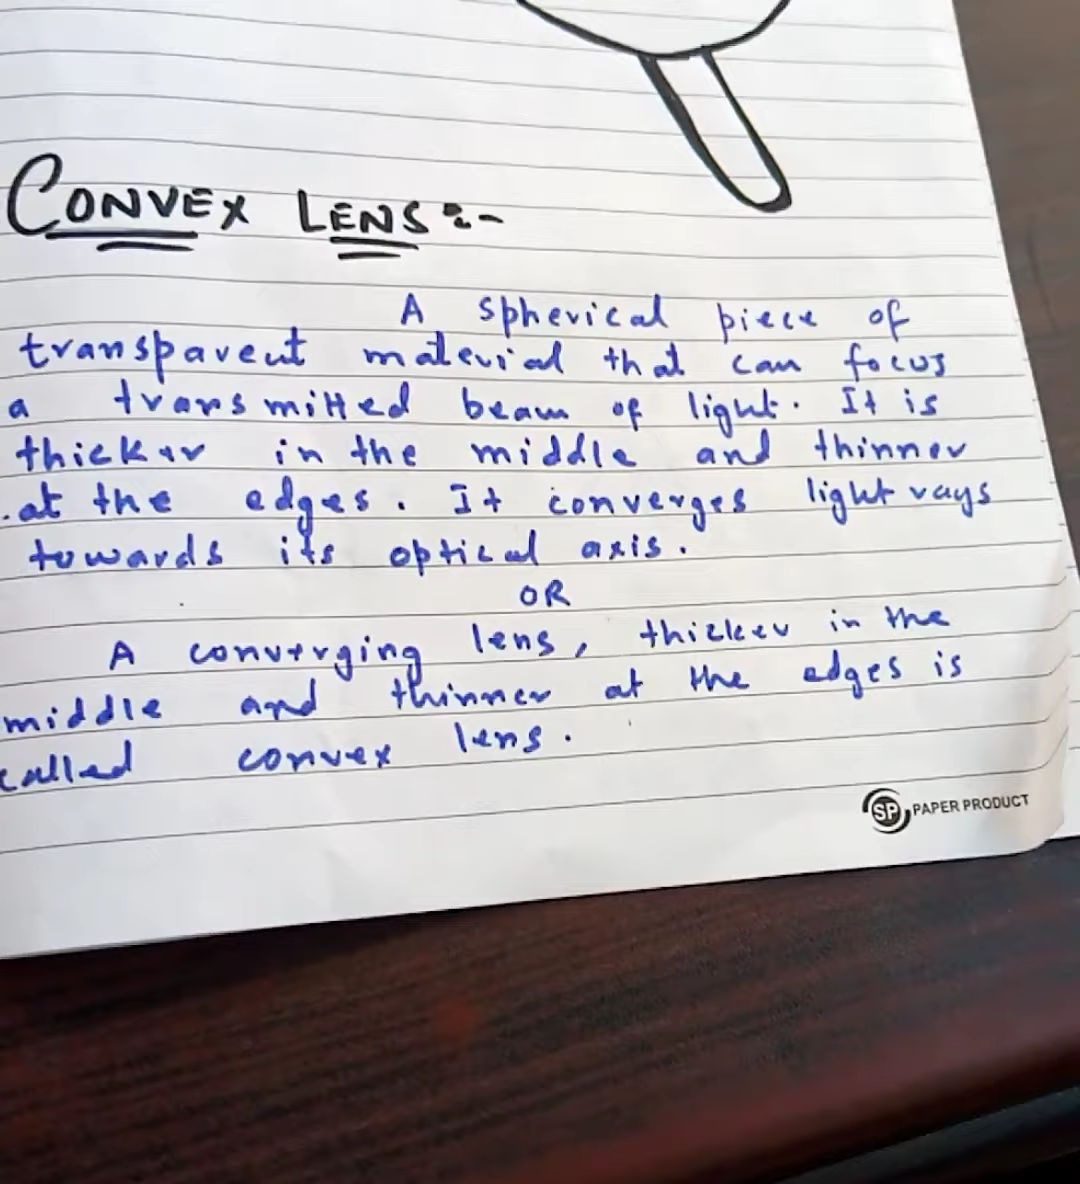 CONVEX LENS :-
A spherical piece of
transparent material that can focus
a transmitted beam of light. It is
thicker in the middle and thinner
at the edges. It converges light rays
towards its optical axis.
OR
A converging lens, thicker in the
middle and thinner at the edges is
called convex lens.
SP PAPER PRODUCT